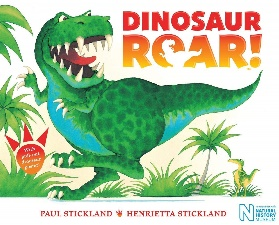 DINOSAUR
ROAR!
PAUL STICKLAND
HENRIETTA STICKLAND
NATURAL
HISTORY
MUSEUM